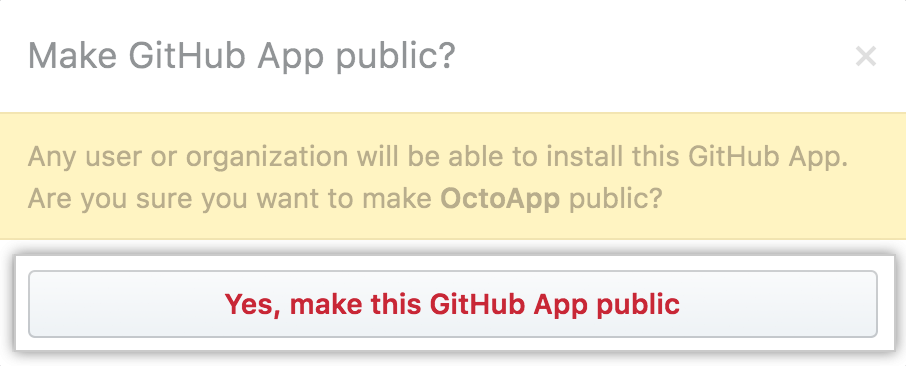 Make GitHub App public?
Any user or organization will be able to install this GitHub App.
Are you sure you want to make OctoApp public?
Yes, make this GitHub App public